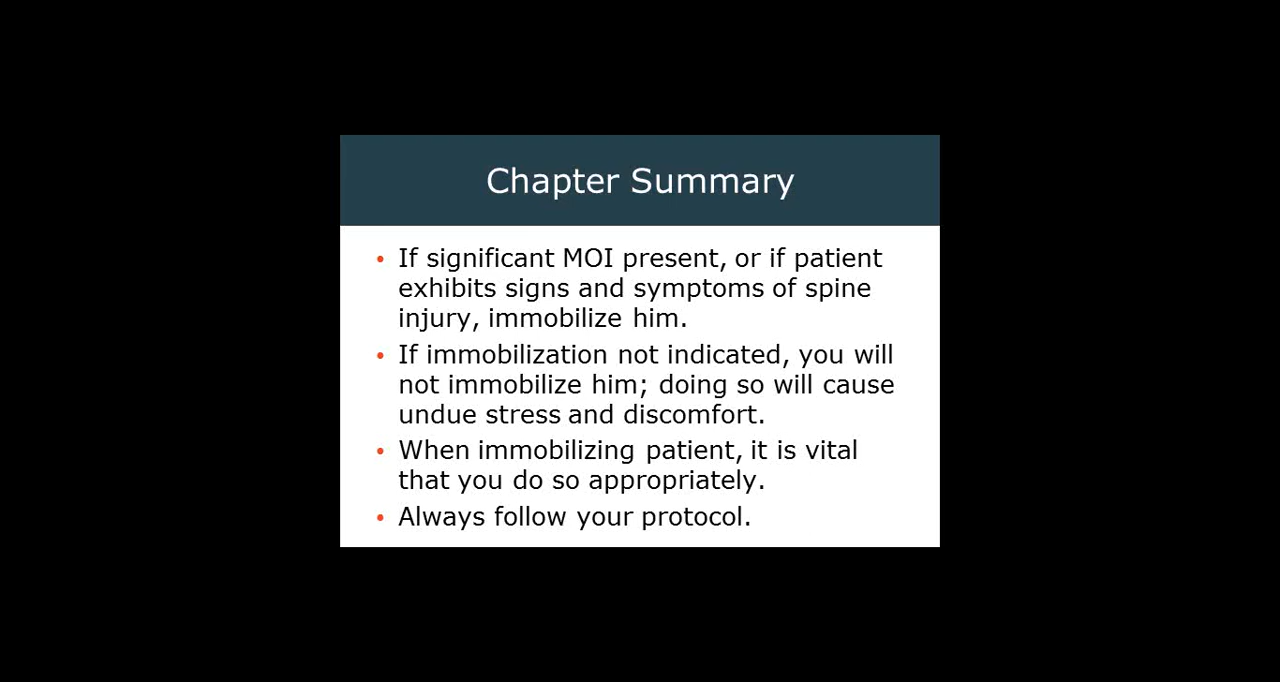 Chapter Summary
• If significant MOI present, or if patient
exhibits signs and symptoms of spine
injury, immobilize him.
• If immobilization not indicated, you will
not immobilize him; doing so will cause
undue stress and discomfort.
• When immobilizing patient, it is vital
that you do so appropriately.
• Always follow your protocol.